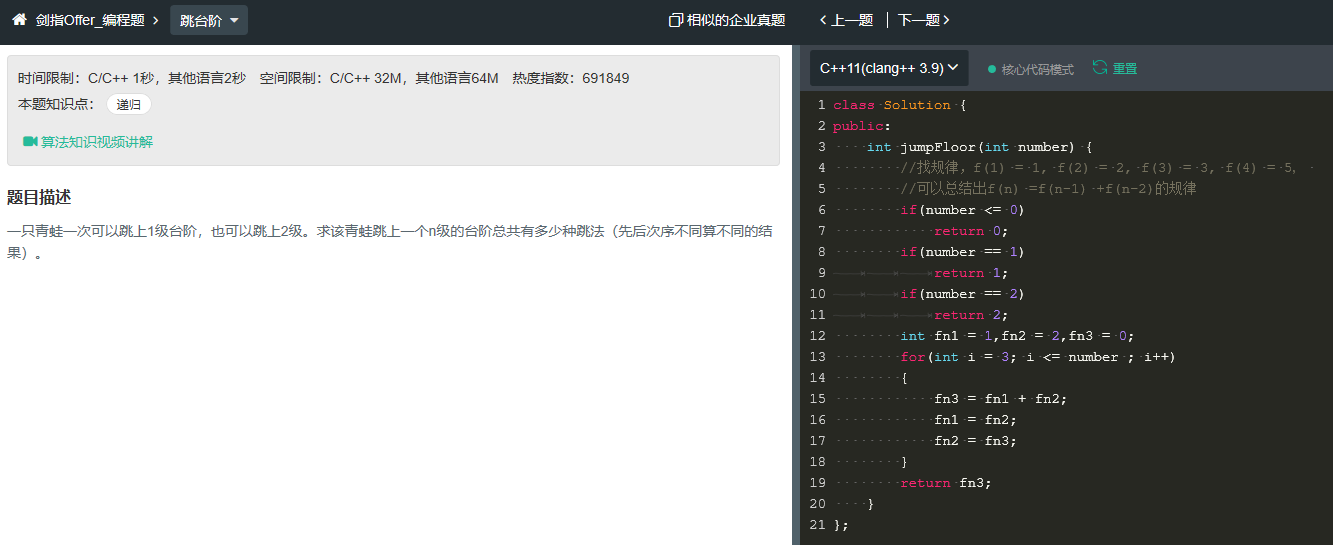 剑指Offer_编程题 > 跳台阶
相似的企业真题
上一题 | 下一题
时间限制：C/C++ 1秒，其他语言2秒 空间限制：C/C++ 32M，其他语言64M 热度指数：691849
本题知识点： 递归
算法知识视频讲解
题目描述
一只青蛙一次可以跳上1级台阶，也可以跳上2级。求该青蛙跳上一个n级的台阶总共有多少种跳法（先后次序不同算不同的结
果）。
C++11(clang++ 3.9) 核心代码模式 重置
1 class Solution {
2 public:
3     int jumpFloor(int number) {
4         //找规律，f(1) = 1, f(2) = 2, f(3) = 3, f(4) = 5，
5         //可以总结出f(n) =f(n-1) +f(n-2)的规律
6         if(number <= 0)
7             return 0;
8         if(number == 1)
9             return 1;
10         if(number == 2)
11             return 2;
12         int fn1 = 1,fn2 = 2,fn3 = 0;
13         for(int i = 3; i <= number ; i++)
14         {
15             fn3 = fn1 + fn2;
16             fn1 = fn2;
17             fn2 = fn3;
18         }
19         return fn3;
20     }
21 };